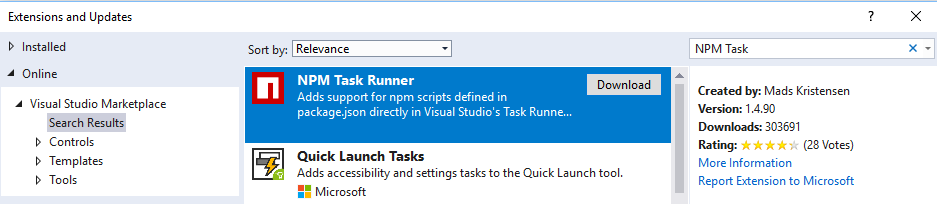 Extensions and Updates
Installed
Online
Visual Studio Marketplace
Search Results
Controls
Templates
Tools
Sort by: Relevance
NPM Task Runner
Adds support for npm scripts defined in
package.json directly in Visual Studio's Task Runne...
Download
Quick Launch Tasks
Adds accessibility and settings tasks to the Quick Launch tool.
Microsoft
NPM Task
Created by: Mads Kristensen
Version: 1.4.90
Downloads: 303691
Rating: (28 Votes)
More Information
Report Extension to Microsoft